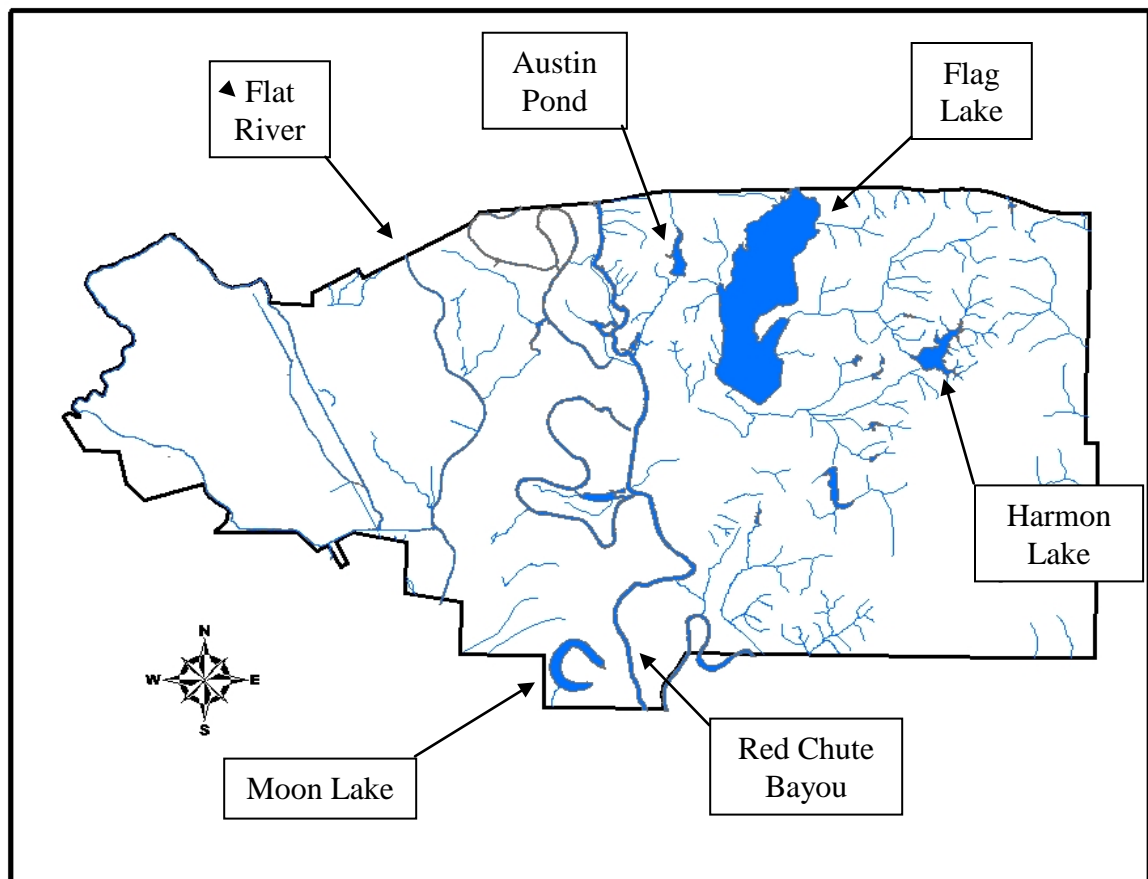 Flat
River
Austin
Pond
Flag
Lake
Harmon
Lake
N
W
E
S
Moon Lake
Red Chute
Bayou